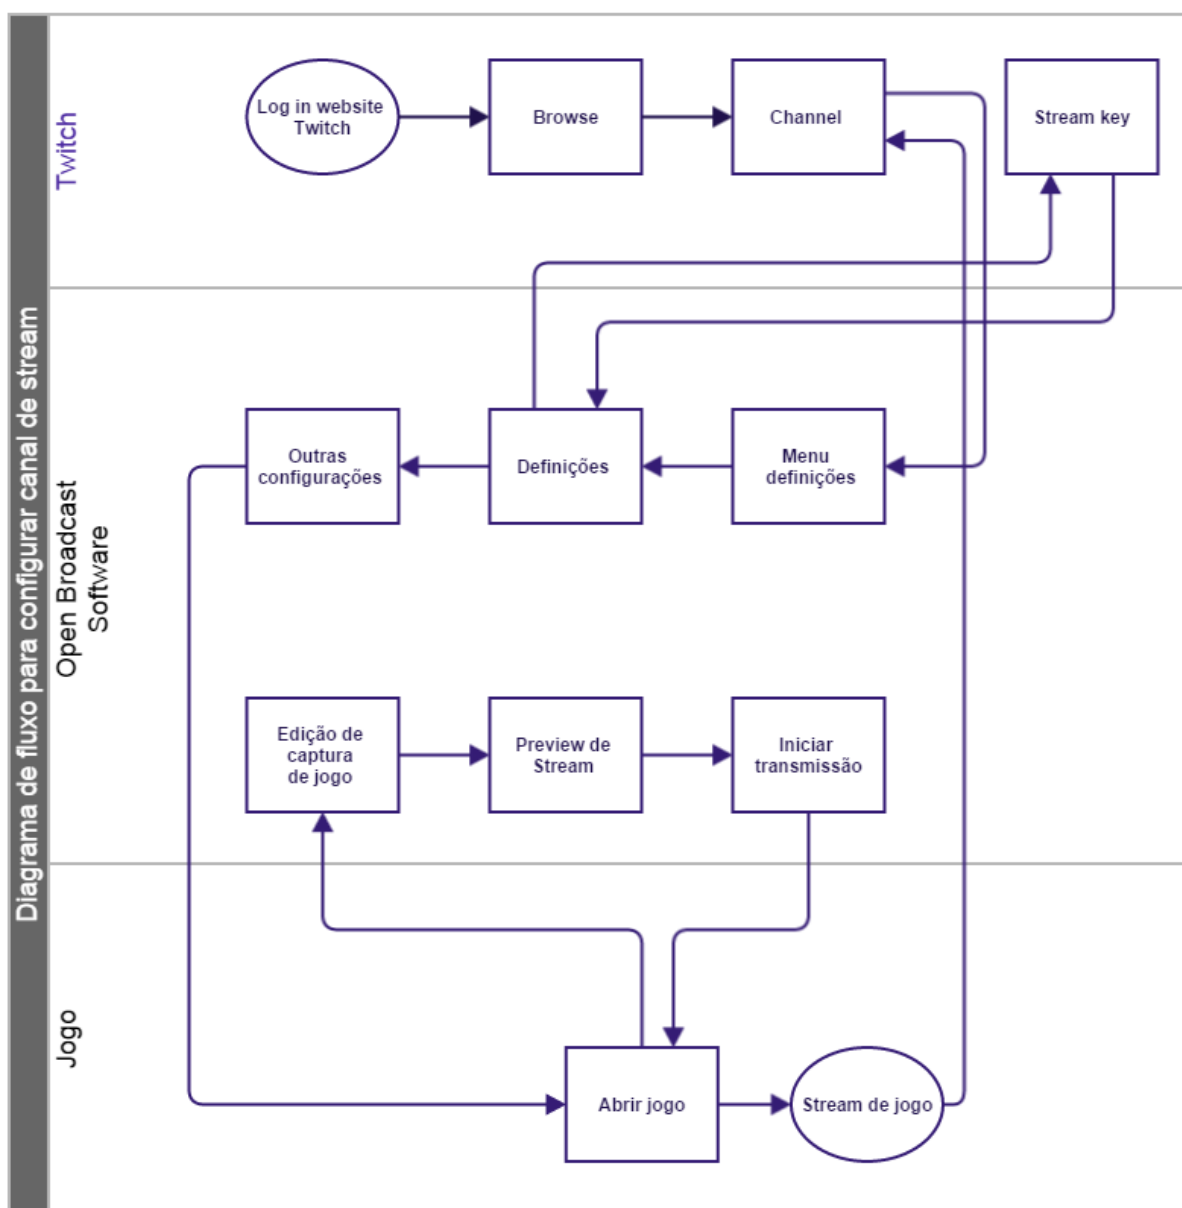 Diagrama de fluxo para configurar canal de stream
Twitch
Log in website
Twitch
Browse
Channel
Stream key
Open Broadcast
Software
Outras
configurações
Definições
Menu
definições
Edição de
captura
de jogo
Preview de
Stream
Iniciar
transmissão
Jogo
Abrir jogo
Stream de jogo